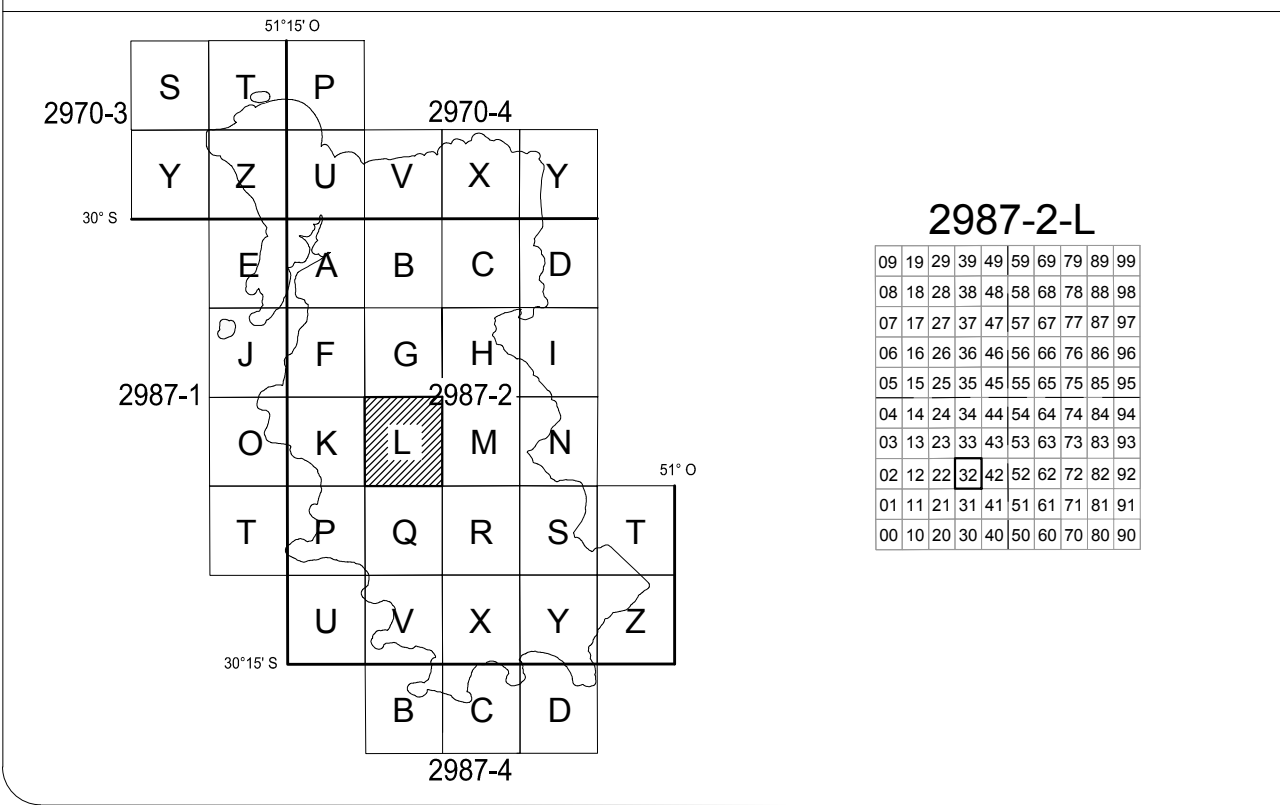 51°15' O
S T P
2970-3 2970-4
Y Z U V X Y
30° S
E A B C D
J F G H I
2987-1 2987-2
O K L M N
51° O
T P Q R S T
U V X Y Z
30°15' S
B C D
2987-4
2987-2-L
09 19 29 39 49 59 69 79 89 99
08 18 28 38 48 58 68 78 88 98
07 17 27 37 47 57 67 77 87 97
06 16 26 36 46 56 66 76 86 96
05 15 25 35 45 55 65 75 85 95
04 14 24 34 44 54 64 74 84 94
03 13 23 33 43 53 63 73 83 93
02 12 22 32 42 52 62 72 82 92
01 11 21 31 41 51 61 71 81 91
00 10 20 30 40 50 60 70 80 90